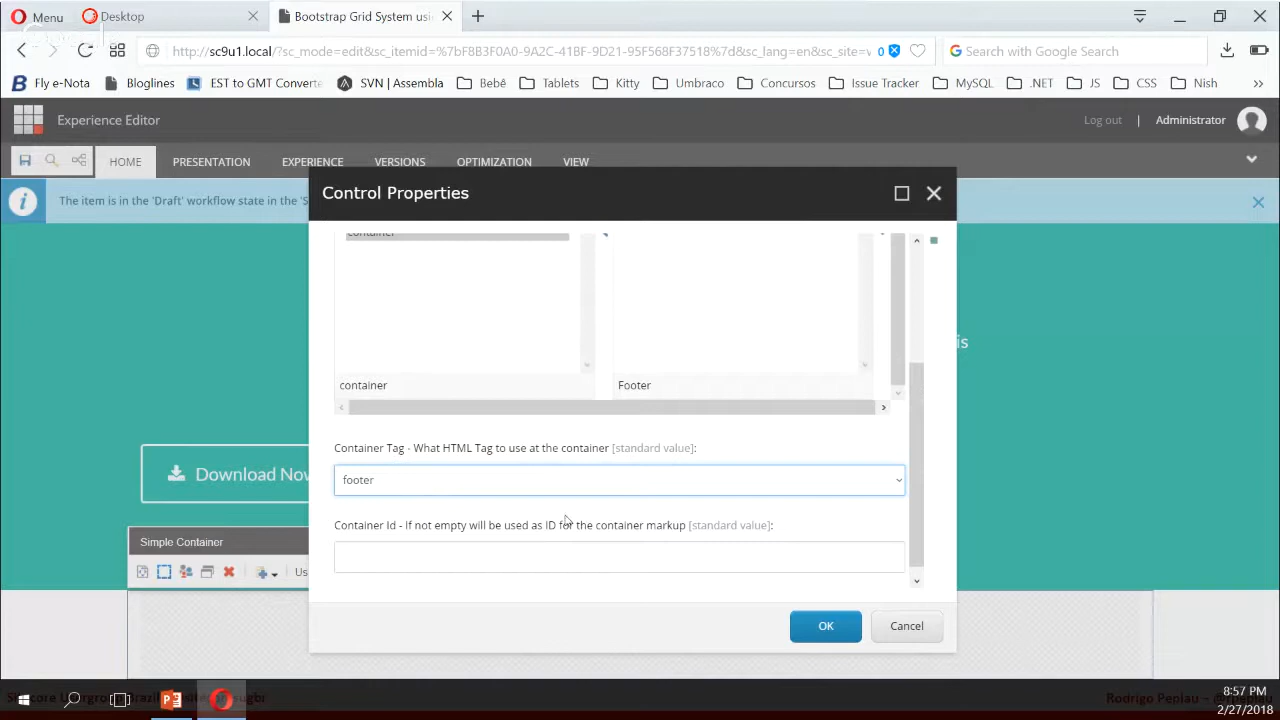 Menu
Desktop
Bootstrap Grid System usi
http://sc9u1.local/?sc_mode=edit&sc_itemid=%7bF8B3F0A0-9A2C-41BF-9D21-95F568F37518%7d&sc_lang=en&sc_site=v
0
Search with Google Search
Fly e-Nota
Bloglines
EST to GMT Converte
SVN | Assembla
Bebê
Tablets
Kitty
Umbraco
Concursos
Issue Tracker
MySQL
.NET
JS
CSS
Nish
Experience Editor
Log out | Administrator
HOME
PRESENTATION
EXPERIENCE
VERSIONS
OPTIMIZATION
VIEW
The item is in the 'Draft' workflow state in the 'S
Control Properties
container
is
container
Footer
Container Tag - What HTML Tag to use at the container [standard value]:
footer
Download Now
Container Id - If not empty will be used as ID for the container markup [standard value]:
Simple Container
Us
OK
Cancel
Rodrigo Peplau
8:57 PM
2/27/2018